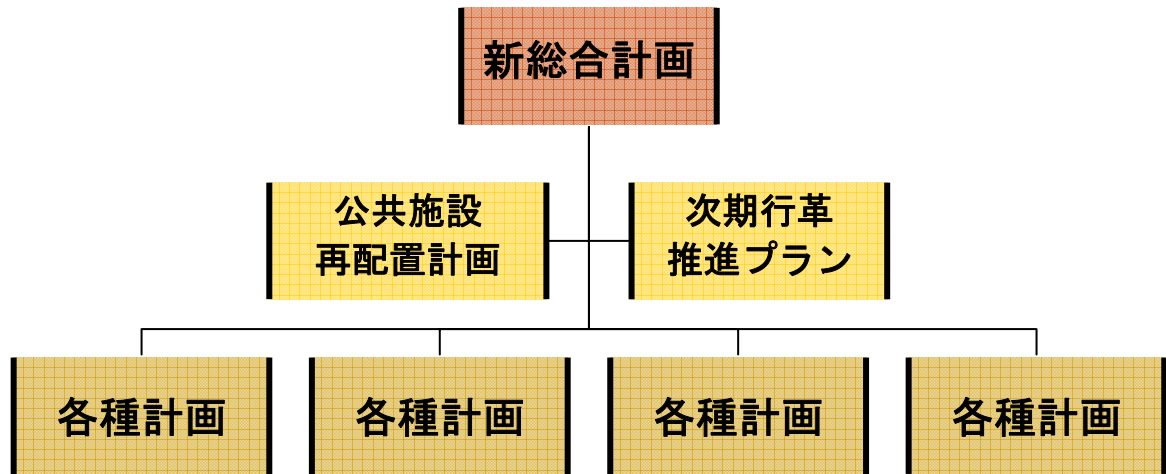 新総合計画
公共施設
再配置計画
次期行革
推進プラン
各種計画
各種計画
各種計画
各種計画